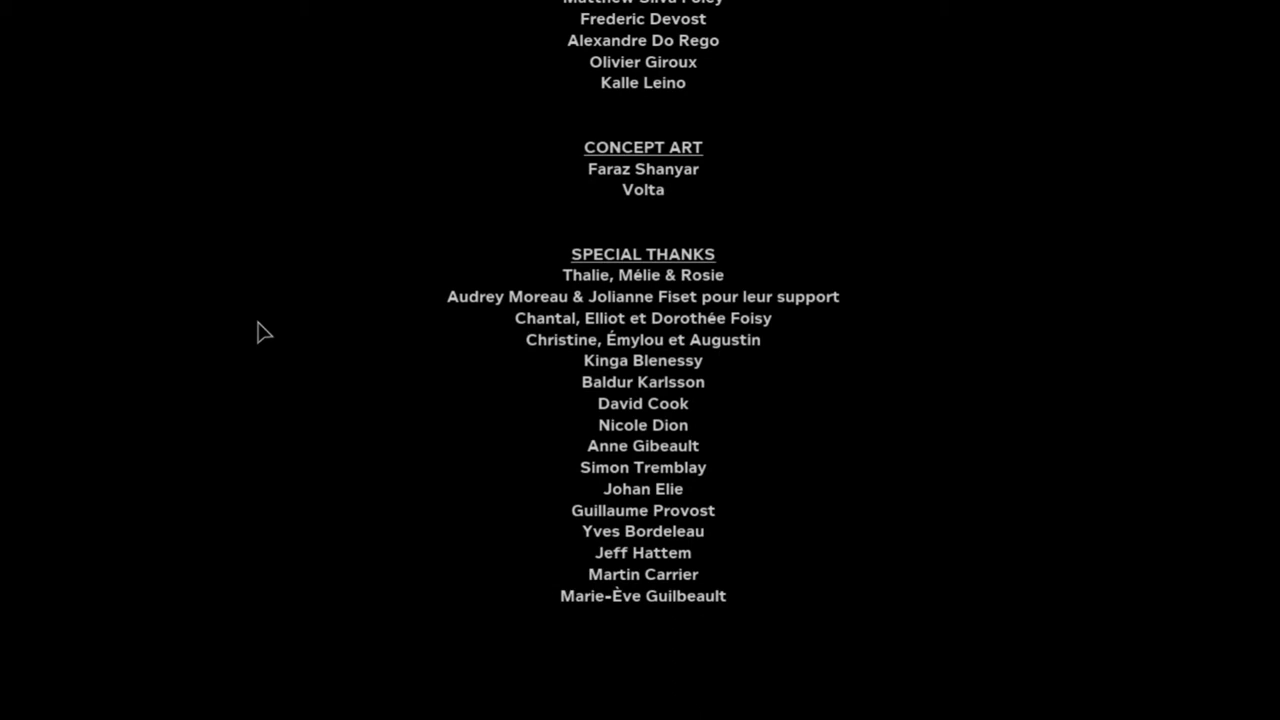 Matthew Silva Foley
Frederic Devost
Alexandre Do Rego
Olivier Giroux
Kalle Leino
CONCEPT ART
Faraz Shanyar
Volta
SPECIAL THANKS
Thalie, Mélie & Rosie
Audrey Moreau & Jolianne Fiset pour leur support
Chantal, Elliot et Dorothée Foisy
Christine, Émylou et Augustin
Kinga Blenessy
Baldur Karlsson
David Cook
Nicole Dion
Anne Gibeault
Simon Tremblay
Johan Elie
Guillaume Provost
Yves Bordeleau
Jeff Hattem
Martin Carrier
Marie-Ève Guilbeault